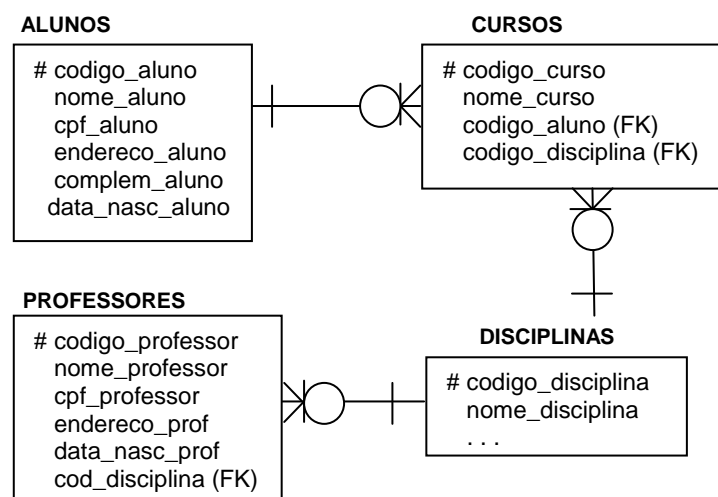 ALUNOS
# codigo_aluno
nome_aluno
cpf_aluno
endereco_aluno
complem_aluno
data_nasc_aluno
CURSOS
# codigo_curso
nome_curso
codigo_aluno (FK)
codigo_disciplina (FK)
PROFESSORES
# codigo_professor
nome_professor
cpf_professor
endereco_prof
data_nasc_prof
cod_disciplina (FK)
DISCIPLINAS
# codigo_disciplina
nome_disciplina
. . .